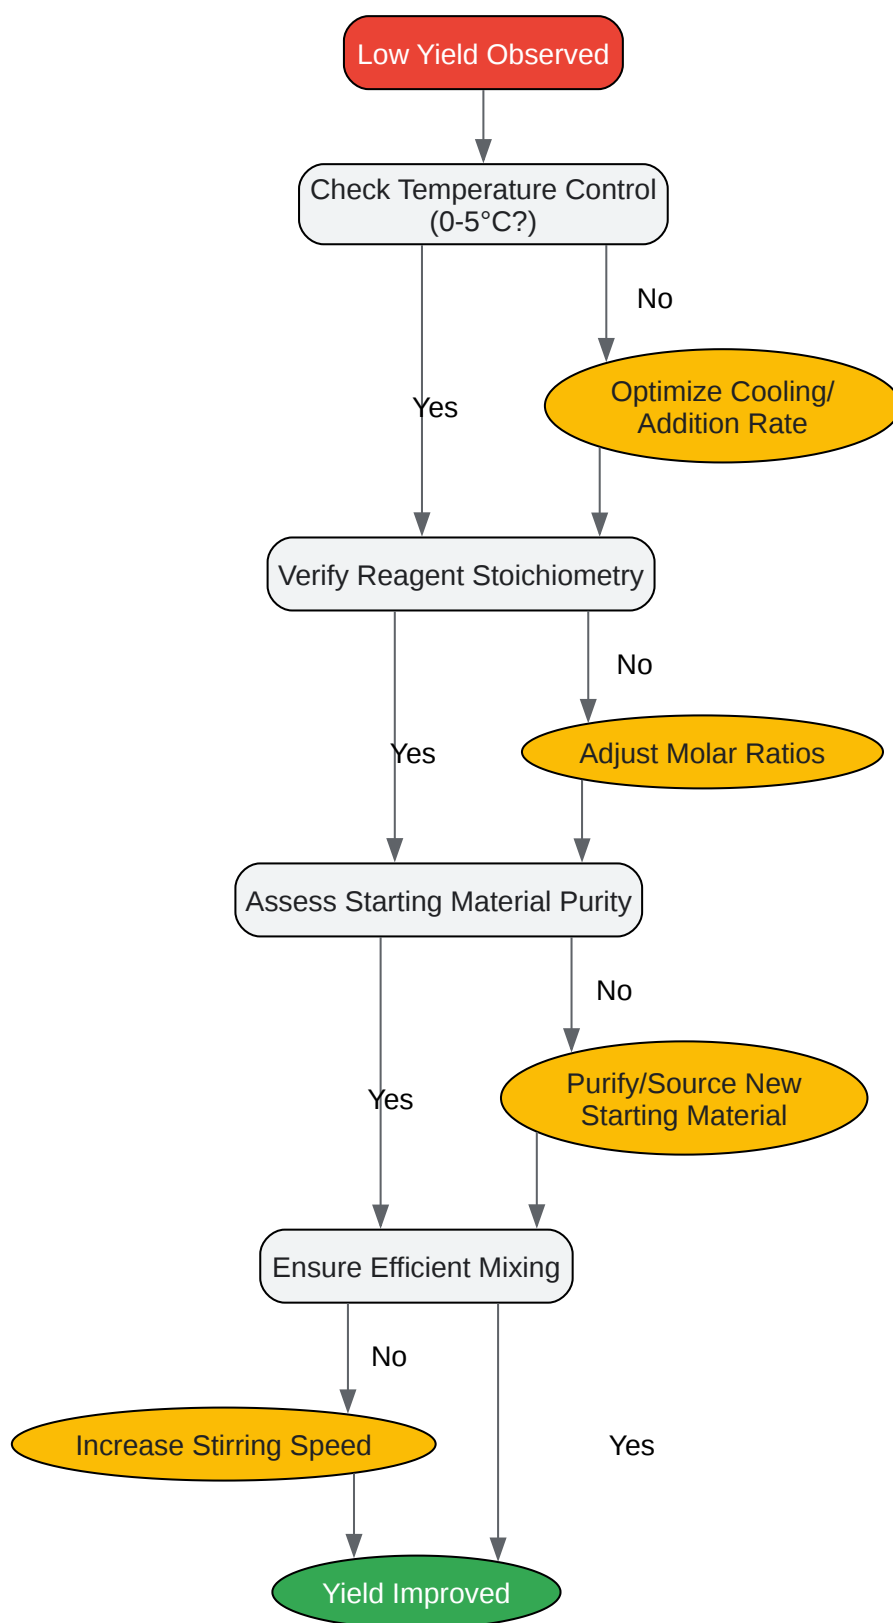 Low Yield Observed
Check Temperature Control
(0-5°C?)
No
Optimize Cooling/
Addition Rate
Yes
Verify Reagent Stoichiometry
No
Yes
Adjust Molar Ratios
Assess Starting Material Purity
No
Yes
Purify/Source New
Starting Material
Ensure Efficient Mixing
No
Increase Stirring Speed
Yes
Yield Improved